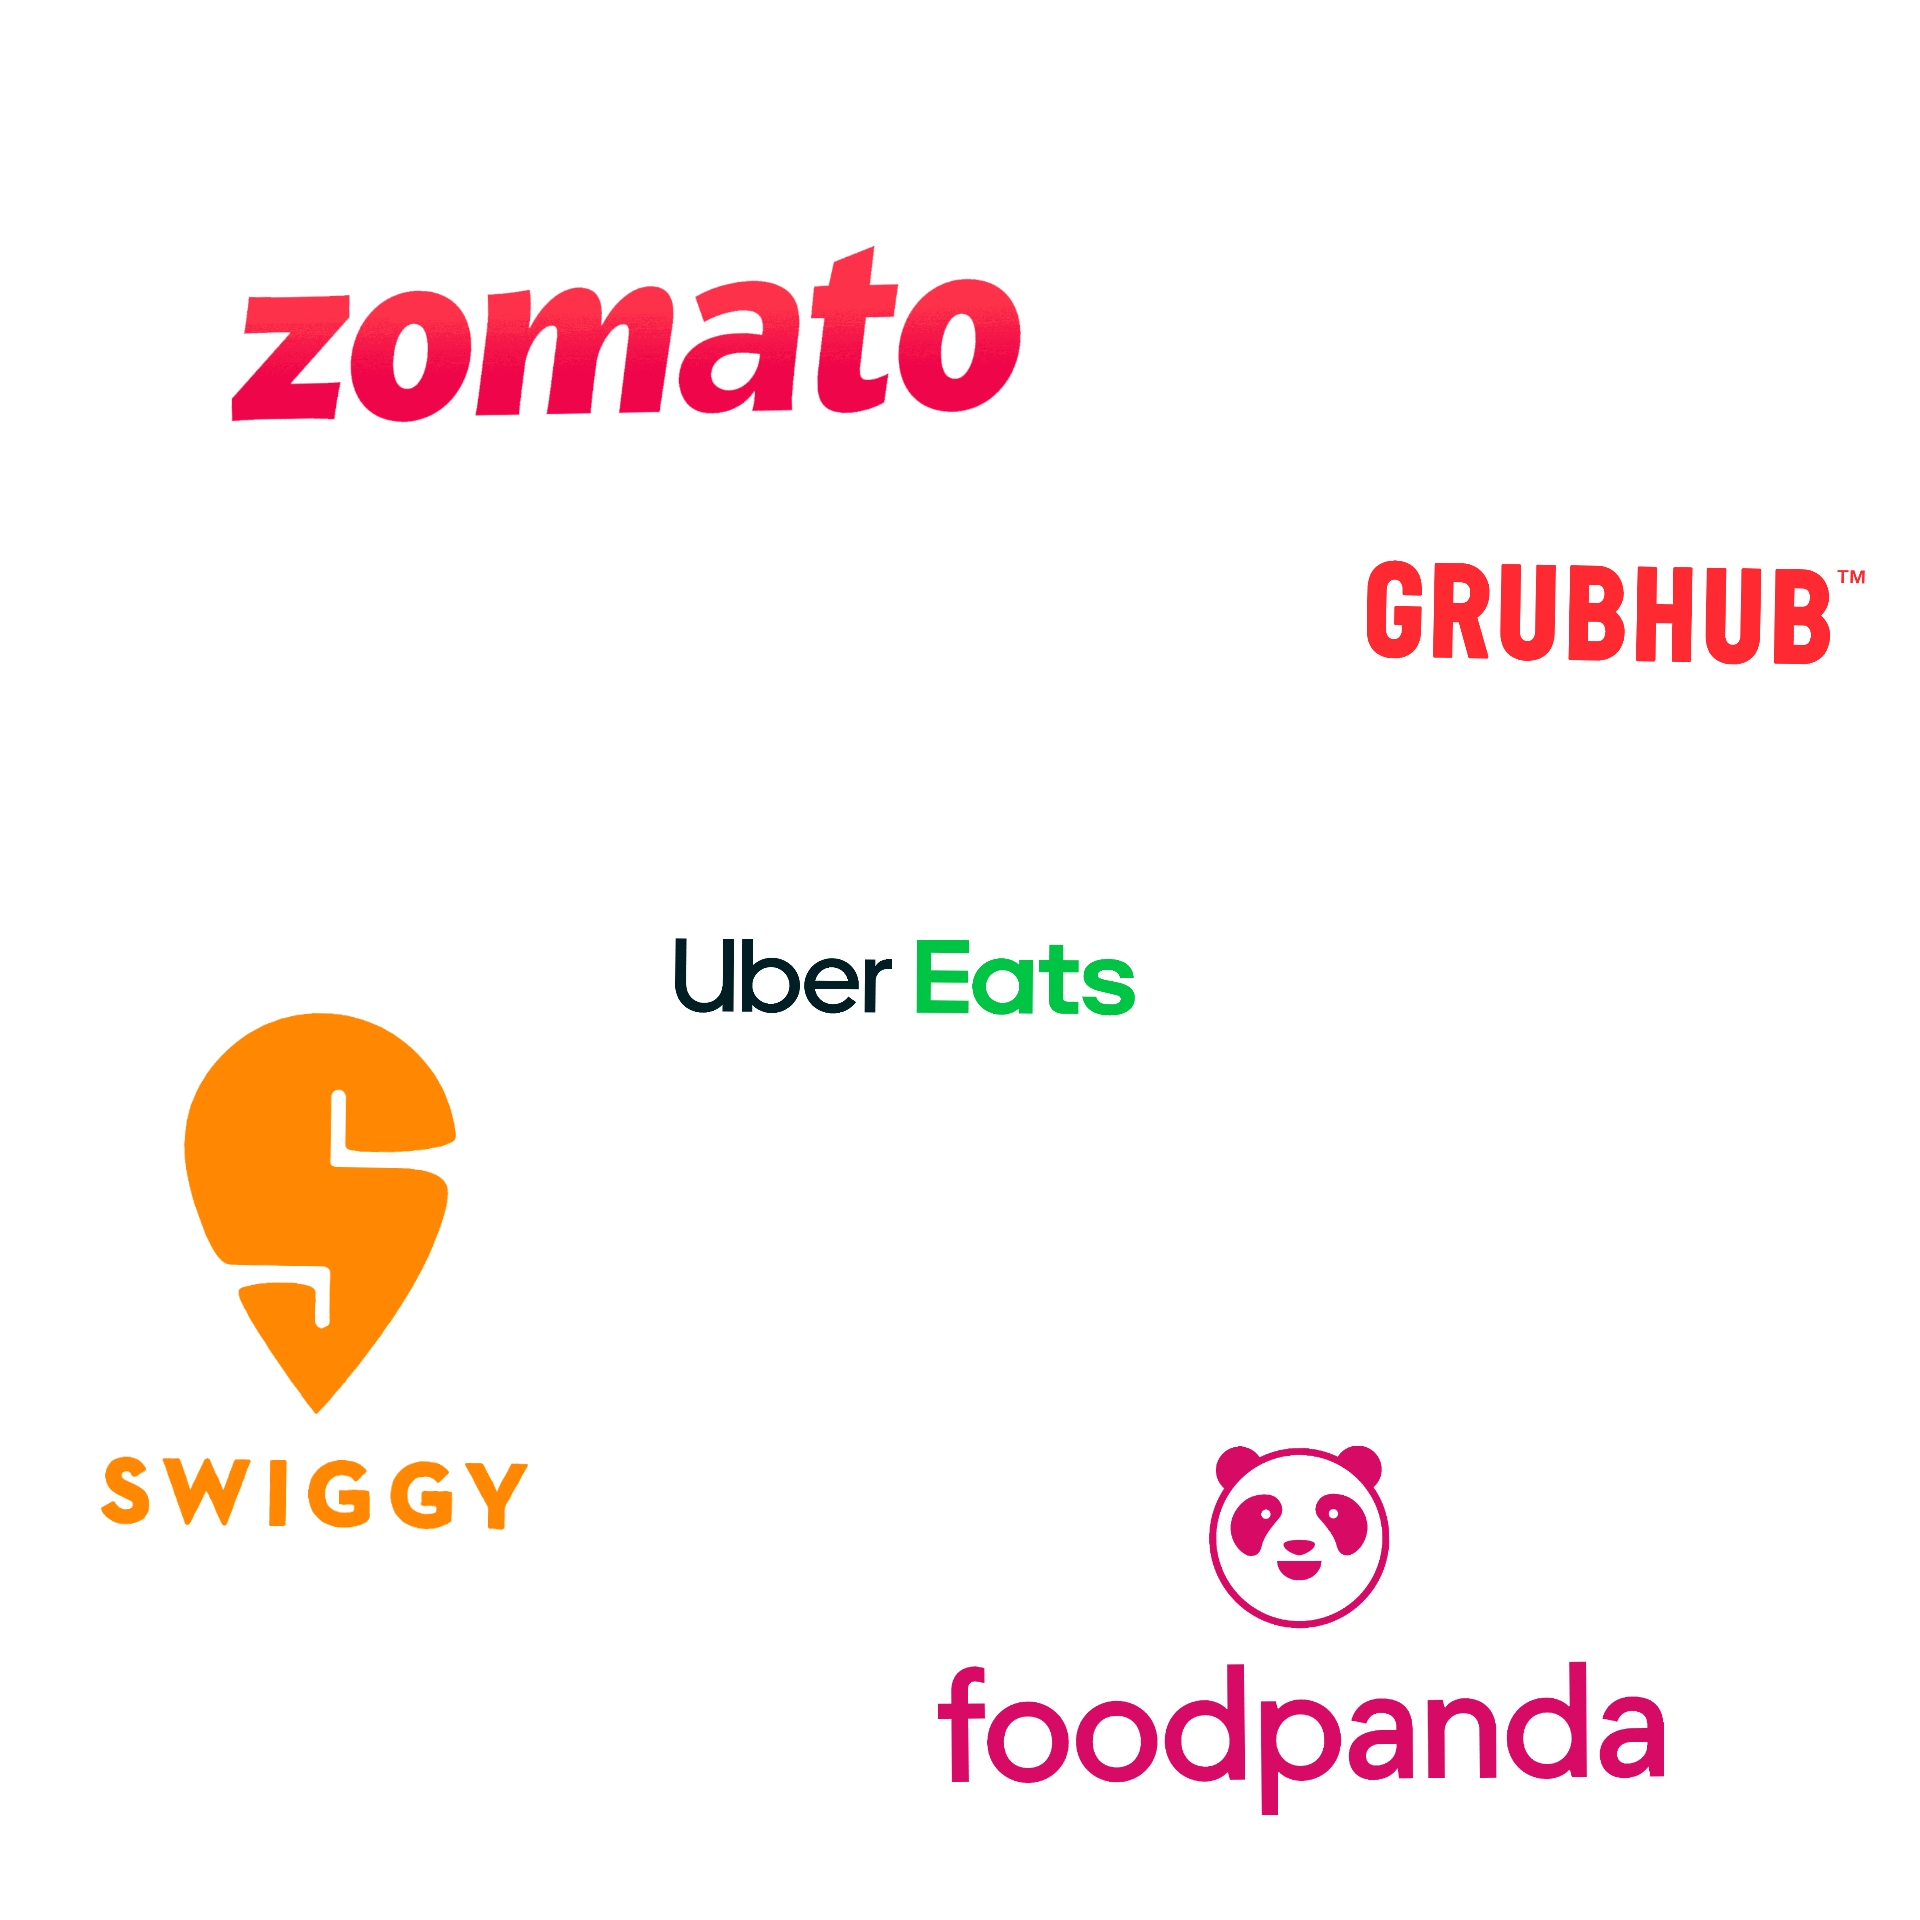 zomato
GRUBHUB™
Uber Eats
SWIGGY
foodpanda